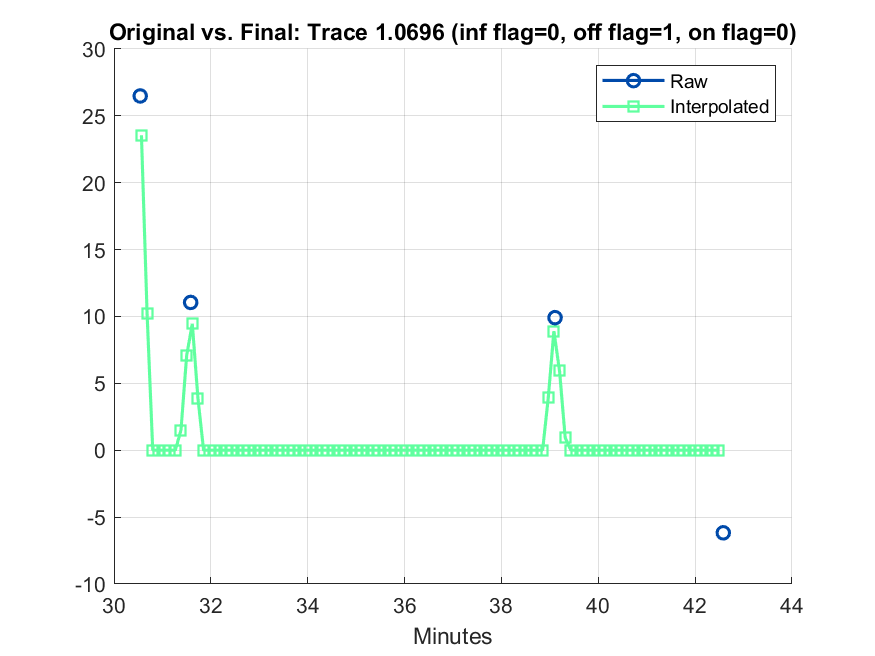 Original vs. Final: Trace 1.0696 (inf flag=0, off flag=1, on flag=0)
30
25
20
15
10
5
0
-5
-10
Raw
Interpolated
30 32 34 36 38 40 42 44
Minutes